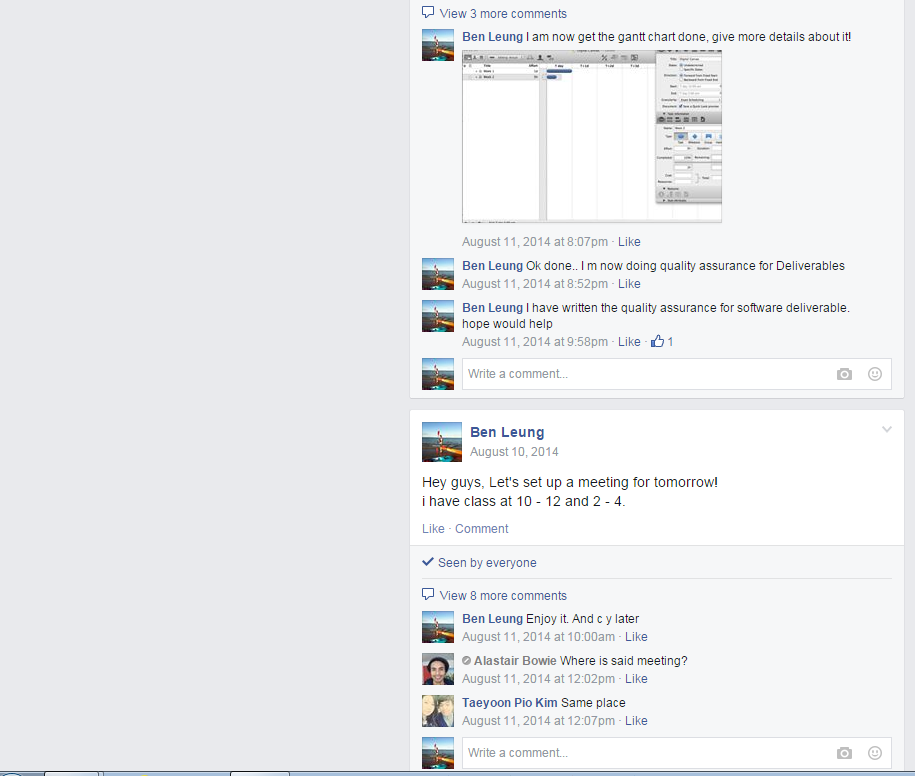 View 3 more comments
Ben Leung I am now get the gantt chart done, give more details about it!
August 11, 2014 at 8:07pm · Like
Ben Leung Ok done.. I m now doing quality assurance for Deliverables
August 11, 2014 at 8:52pm · Like
Ben Leung I have written the quality assurance for software deliverable.
hope would help
August 11, 2014 at 9:58pm · Like · 1
Write a comment...
Ben Leung
August 10, 2014
Hey guys, Let's set up a meeting for tomorrow!
i have class at 10 - 12 and 2 - 4.
Like · Comment
Seen by everyone
View 8 more comments
Ben Leung Enjoy it. And c y later
August 11, 2014 at 10:00am · Like
Alastair Bowie Where is said meeting?
August 11, 2014 at 12:02pm · Like
Taeyoon Pio Kim Same place
August 11, 2014 at 12:07pm · Like
Write a comment...